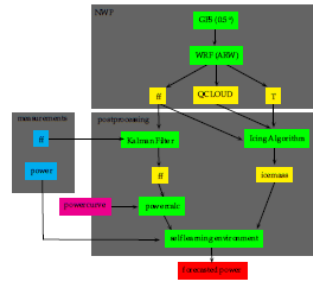 NWP
GFS (0.5°)
WRF (ARW)
ff
QCLOUD
T
measurements
postprocessing
ff
Kalman Filter
Icing Algorithm
power
ff
icemass
powercurve
powercalc
selflearning environment
forecasted power